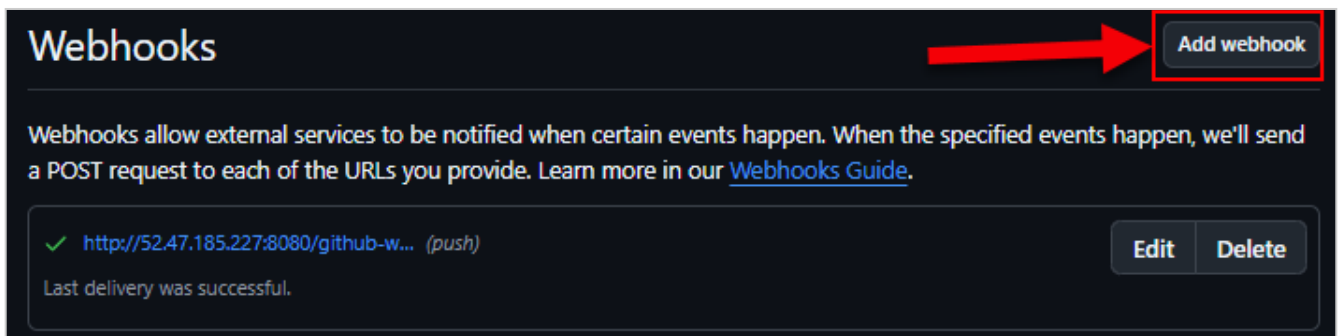 Webhooks
Add webhook
Webhooks allow external services to be notified when certain events happen. When the specified events happen, we'll send
a POST request to each of the URLs you provide. Learn more in our Webhooks Guide.
http://52.47.185.227:8080/github-w... (push)
Edit
Delete
Last delivery was successful.